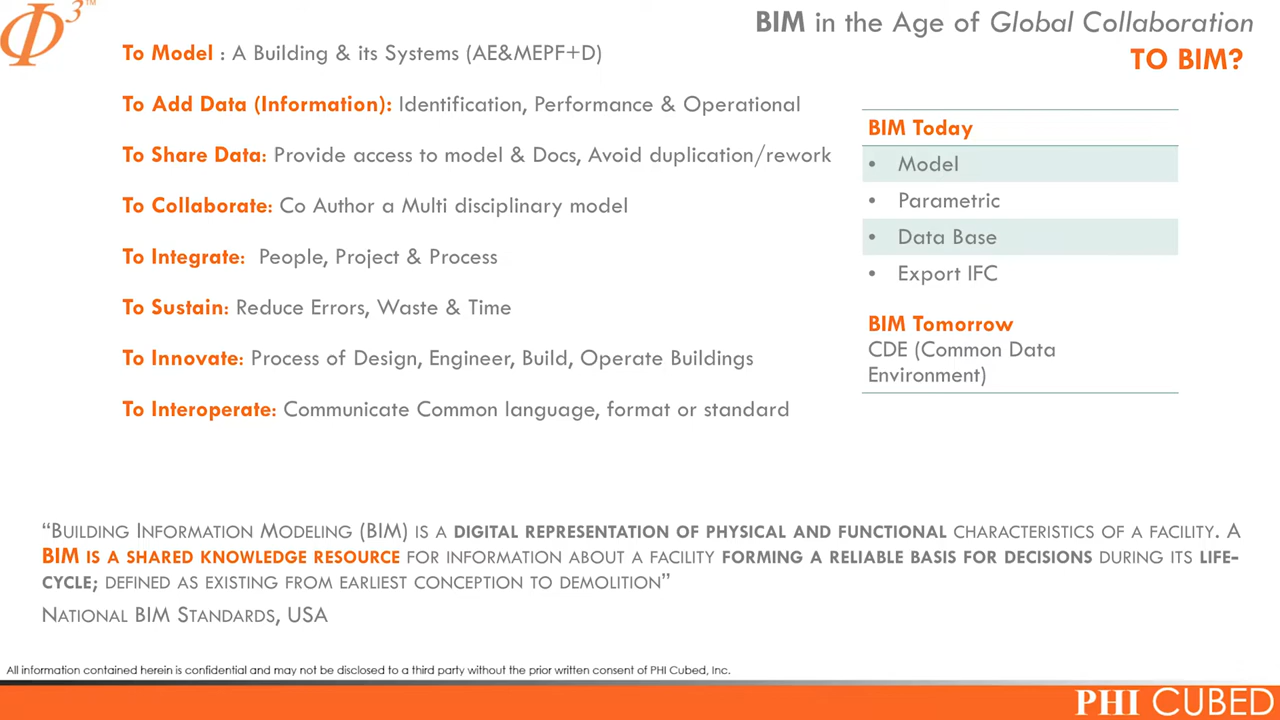 Φ³™
BIM in the Age of Global Collaboration
TO BIM?
To Model : A Building & its Systems (AE&MEPF+D)
To Add Data (Information): Identification, Performance & Operational
To Share Data: Provide access to model & Docs, Avoid duplication/rework
To Collaborate: Co Author a Multi disciplinary model
To Integrate: People, Project & Process
To Sustain: Reduce Errors, Waste & Time
To Innovate: Process of Design, Engineer, Build, Operate Buildings
To Interoperate: Communicate Common language, format or standard
BIM Today
• Model
• Parametric
• Data Base
• Export IFC
BIM Tomorrow
CDE (Common Data
Environment)
“BUILDING INFORMATION MODELING (BIM) IS A DIGITAL REPRESENTATION OF PHYSICAL AND FUNCTIONAL CHARACTERISTICS OF A FACILITY. A
BIM IS A SHARED KNOWLEDGE RESOURCE FOR INFORMATION ABOUT A FACILITY FORMING A RELIABLE BASIS FOR DECISIONS DURING ITS LIFE-
CYCLE; DEFINED AS EXISTING FROM EARLIEST CONCEPTION TO DEMOLITION”
NATIONAL BIM STANDARDS, USA
All information contained herein is confidential and may not be disclosed to a third party without the prior written consent of PHI Cubed, Inc.
PHI CUBED